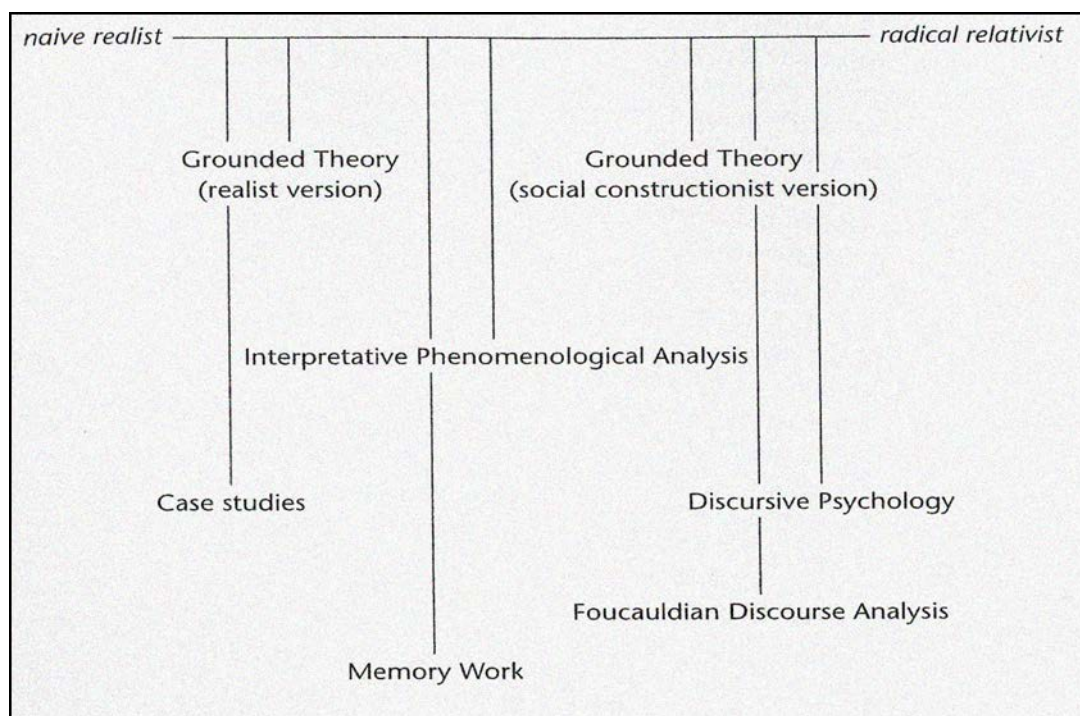 naive realist
radical relativist
Grounded Theory
(realist version)
Grounded Theory
(social constructionist version)
Interpretative Phenomenological Analysis
Case studies
Discursive Psychology
Foucauldian Discourse Analysis
Memory Work